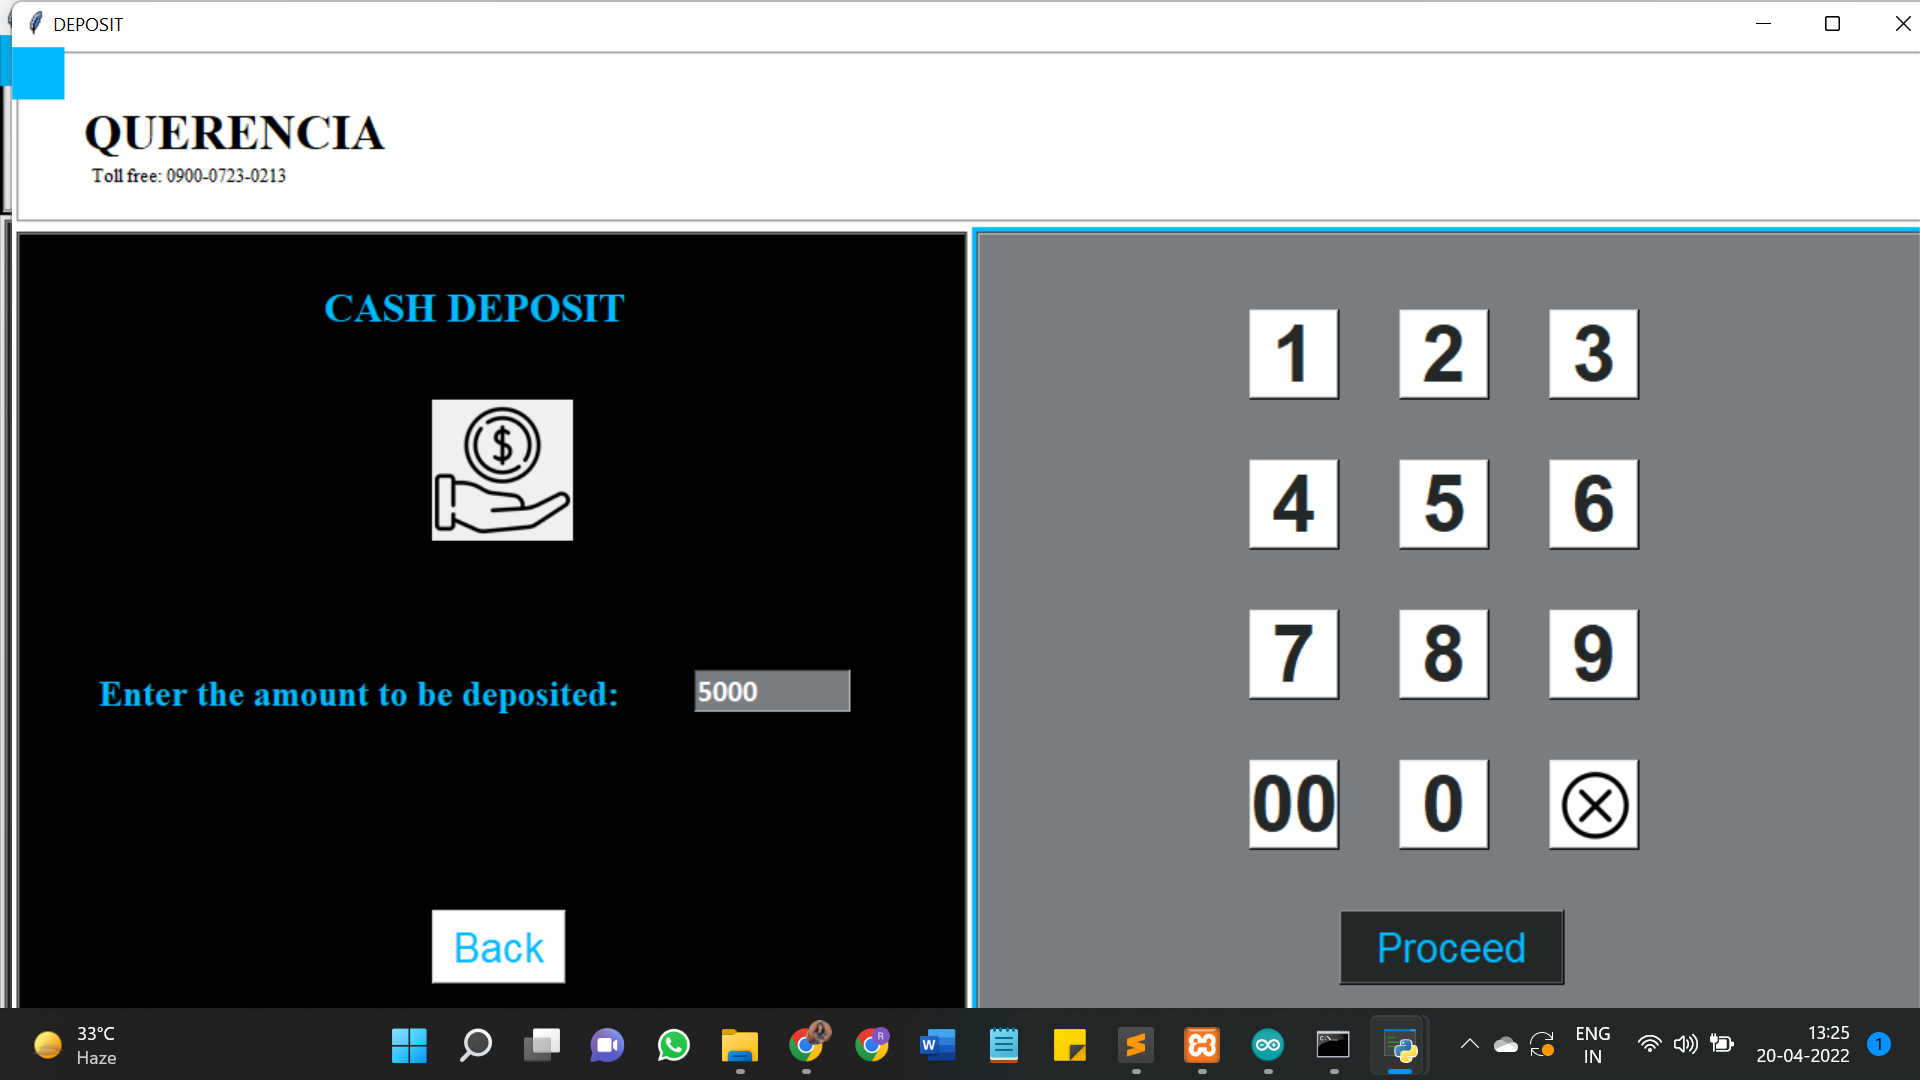 DEPOSIT
QUERENCIA
Toll free: 0900-0723-0213
CASH DEPOSIT
$
Enter the amount to be deposited:
5000
Back
1 2 3
4 5 6
7 8 9
00 0
Proceed
33°C
Haze
R
W
ENG
IN
13:25
20-04-2022
1